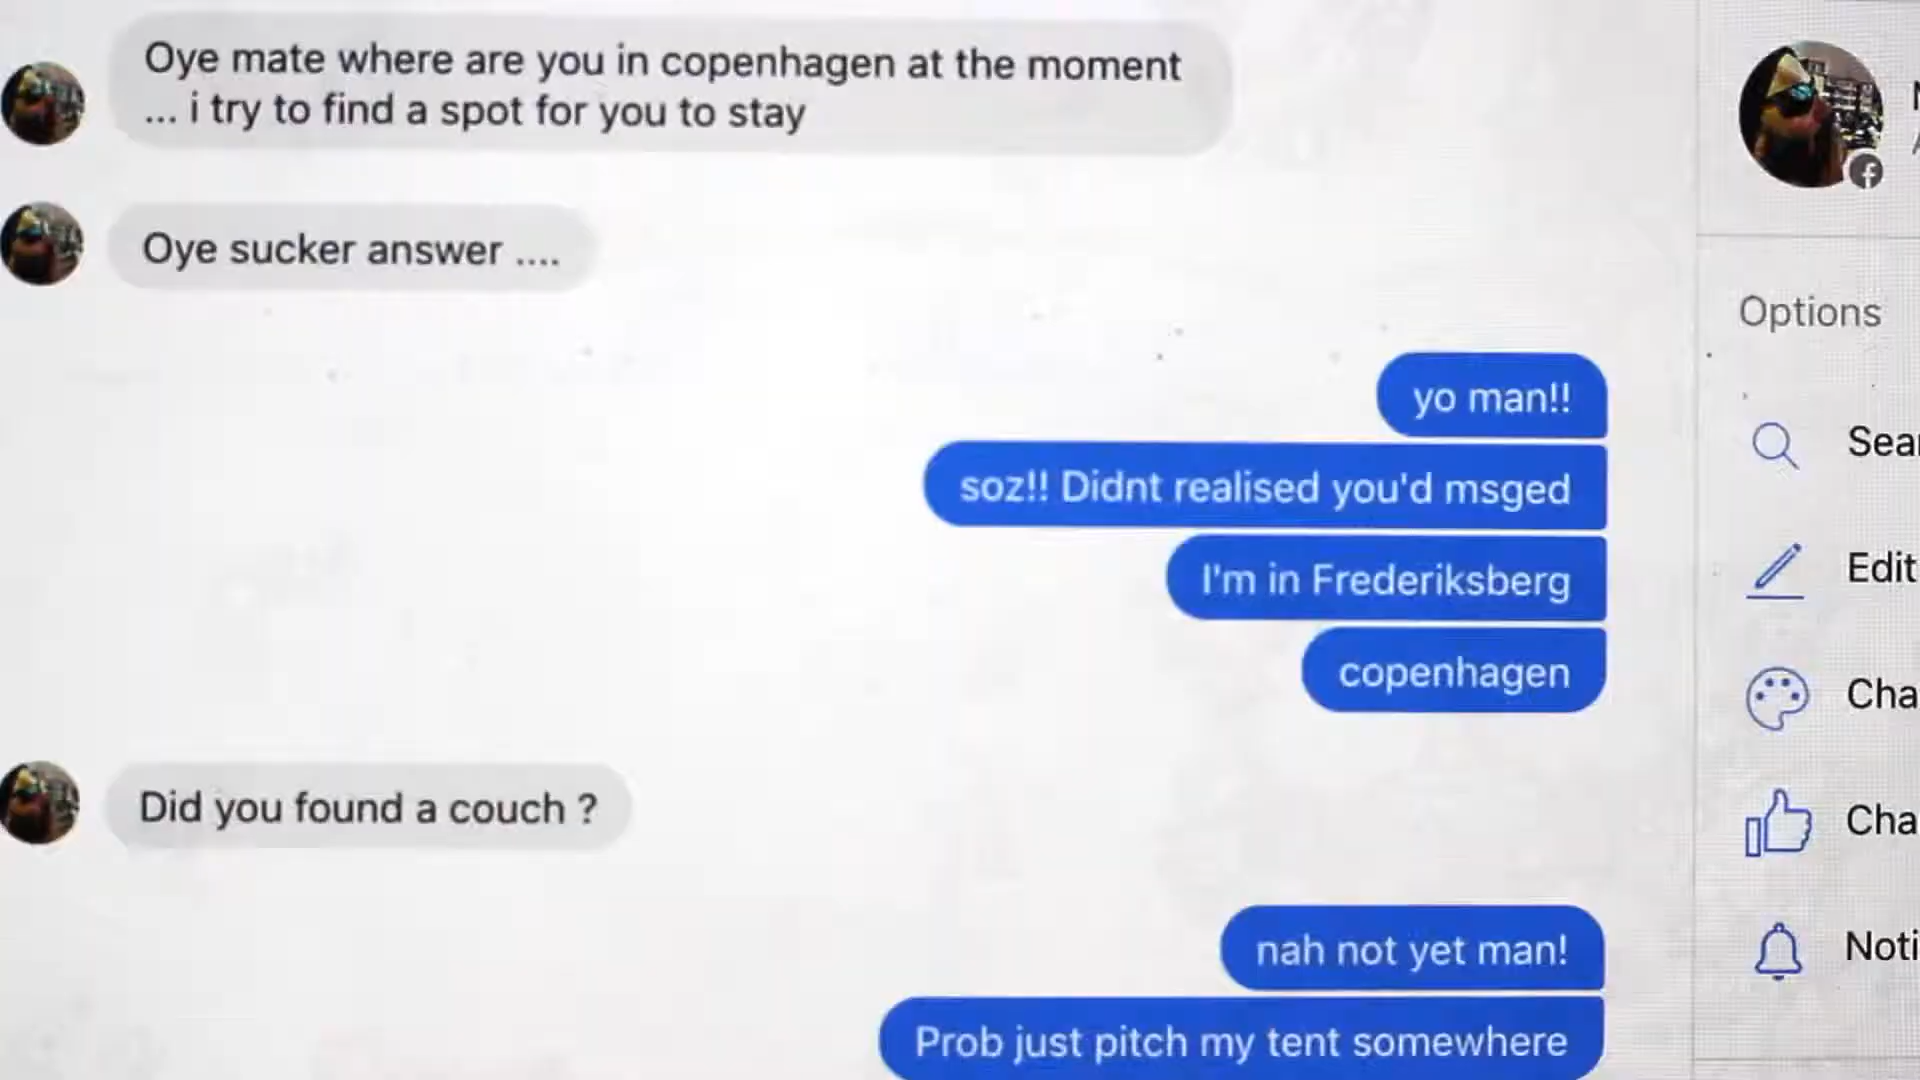 Oye mate where are you in copenhagen at the moment
... i try to find a spot for you to stay
Oye sucker answer ....
yo man!!
soz!! Didnt realised you'd msged
I'm in Frederiksberg
copenhagen
Did you found a couch ?
nah not yet man!
Prob just pitch my tent somewhere
Options
Sear
Edit
Cha
Cha
Noti